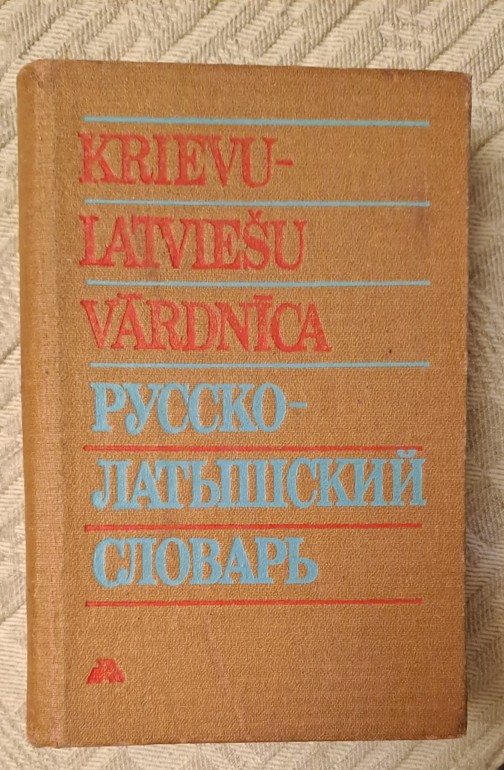 KRIEVU-
LATVIEŠU
VĀRDNĪCA
РУССКО-
ЛАТЫШСКИЙ
СЛОВАРЬ